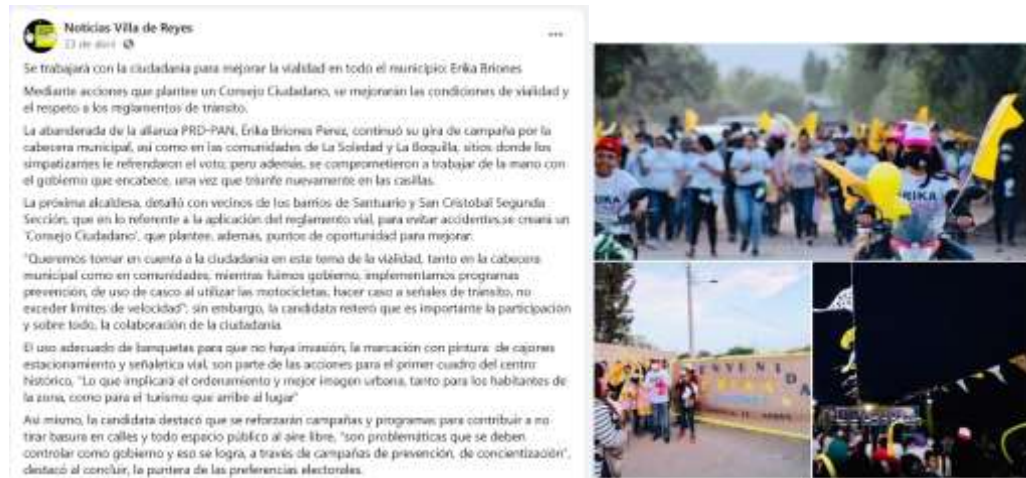 Noticias Villa de Reyes
23 de abril
Se trabajará con la ciudadanía para mejorar la vialidad en todo el municipio: Erika Briones
Mediante acciones que plantee un Consejo Ciudadano, se mejorarán las condiciones de vialidad y
el respeto a los reglamentos de tránsito.
La abanderada de la alianza PRD-PAN, Erika Briones Perez, continuó su gira de campaña por la
cabecera municipal, asi como en las comunidades de La Soledad y La Boquilla, sitios donde los
simpatizantes le refrendaron el voto; pero además, se comprometieron a trabajar de la mano con
el gobierno que encabece, una vez que triunfe nuevamente en las casillas.
La próxima alcaldesa, detalló con vecinos de los barrios de Santuario y San Cristobal Segunda
Sección, que en lo referente a la aplicación del reglamento vial, para evitar accidentes,se creará un
'Consejo Ciudadano', que plantee, además, puntos de oportunidad para mejorar.
"Queremos tomar en cuenta a la ciudadanía en este tema de la vialidad, tanto en la cabecera
municipal como en comunidades, mientras fuimos gobierno, implementamos programas
prevención, de uso de casco al utilizar las motocicletas, hacer caso a señales de tránsito, no
exceder limites de velocidad"; sin embargo, la candidata reiteró que es importante la participación
y sobre todo, la colaboración de la ciudadanía.
El uso adecuado de banquetas para que no haya invasión, la marcación con pintura de cajones
estacionamiento y señaletica vial, son parte de las acciones para el primer cuadro del centro
histórico, "Lo que implicará el ordenamiento y mejor imagen urbana, tanto para los habitantes de
la zona, como para el turismo que arribe al lugar"
Asi mismo, la candidata destacó que se reforzarán campañas y programas para contribuir a no
tirar basura en calles y todo espacio público al aire libre, "son problemáticas que se deben
controlar como gobierno y eso se logra, a través de campañas de prevención, de concientización",
destacó al concluir, la puntera de las preferencias electorales.
ERIKA